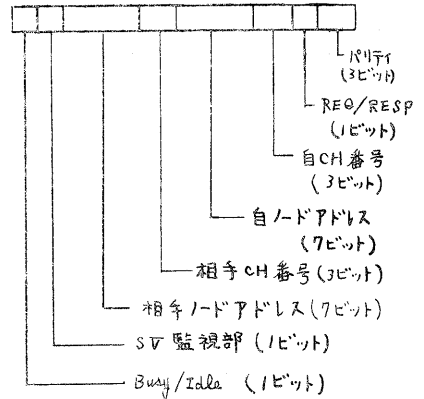 パリティ
(3ビット)
REQ/RESP
(1ビット)
自CH番号
(3ビット)
自ノードアドレス
(7ビット)
相手CH番号(3ビット)
相手ノードアドレス(7ビット)
SV監視部(1ビット)
Busy/Idle (1ビット)